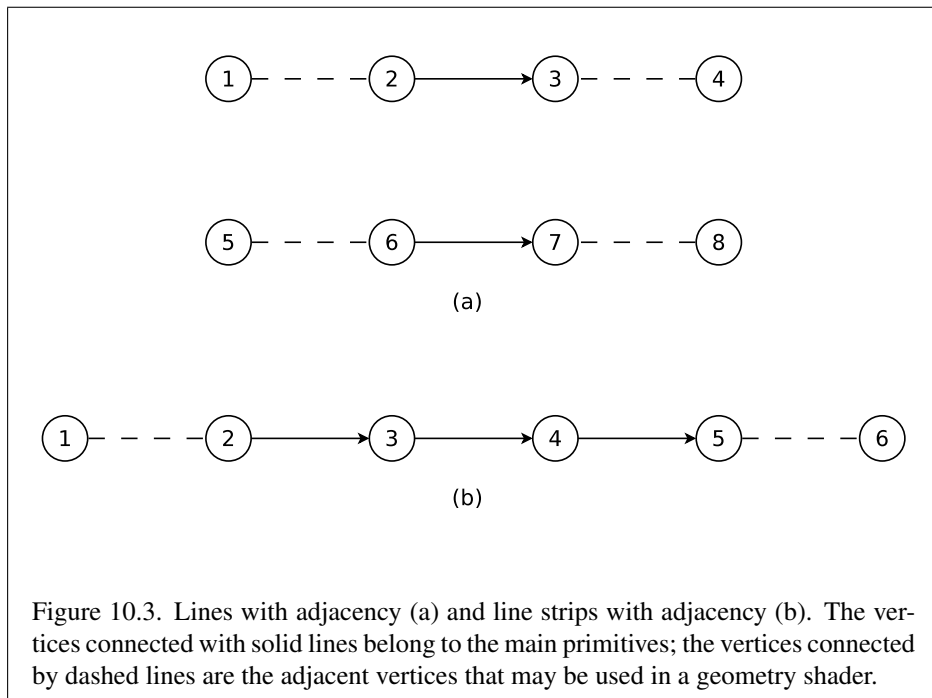 1 2 3 4
5 6 7 8
(a)
1 2 3 4 5 6
(b)
Figure 10.3. Lines with adjacency (a) and line strips with adjacency (b). The ver-
tices connected with solid lines belong to the main primitives; the vertices connected
by dashed lines are the adjacent vertices that may be used in a geometry shader.